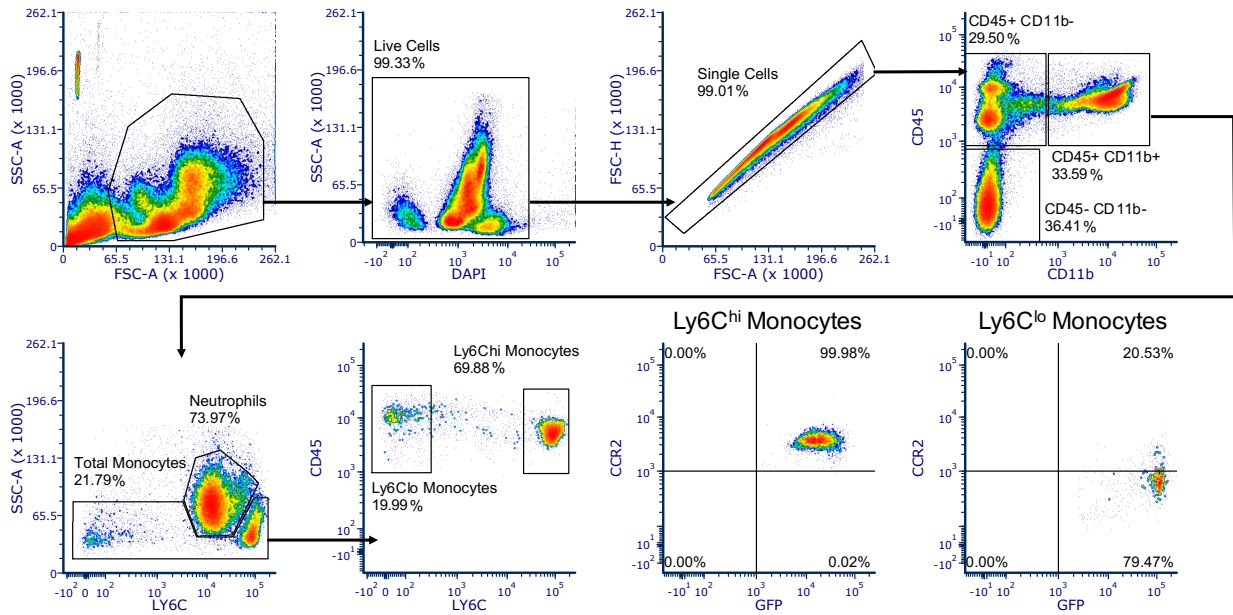 262.1
196.6
131.1
65.5
0
SSC-A (x 1000)
0
65.5
131.1
196.6
262.1
FSC-A (x 1000)
Live Cells
99.33%
262.1
196.6
131.1
65.5
0
SSC-A (x 1000)
-10² 10² 10³ 10⁴ 10⁵
DAPI
Single Cells
99.01%
262.1
196.6
131.1
65.5
0
FSC-H (x 1000)
0
65.5
131.1
196.6
262.1
FSC-A (x 1000)
CD45+ CD11b-
29.50 %
10⁵
10⁴
10³
10²
10¹
-10¹
CD45
CD45+ CD11b+
33.59 %
CD45- CD11b-
36.41 %
-10¹ 10² 10³ 10⁴ 10⁵
CD11b
262.1
196.6
131.1
65.5
0
SSC-A (x 1000)
Neutrophils
73.97%
Total Monocytes
21.79%
-10² 0 10² 10³ 10⁴ 10⁵
LY6C
Ly6Chi Monocytes
69.88%
10⁵
10⁴
10³
10²
-10¹
CD45
Ly6Clo Monocytes
19.99 %
-10² 10² 10³ 10⁴ 10⁵
LY6C
Ly6Cʰⁱ Monocytes
0.00%
99.98%
10⁵
10⁴
10³
10²
-10²
CCR2
0.00%
0.02%
-10² 10² 10³ 10⁴ 10⁵
GFP
Ly6Cˡᵒ Monocytes
0.00%
20.53%
10⁵
10⁴
10³
10²
-10²
CCR2
0.00%
79.47%
-10² 10² 10³ 10⁴ 10⁵
GFP